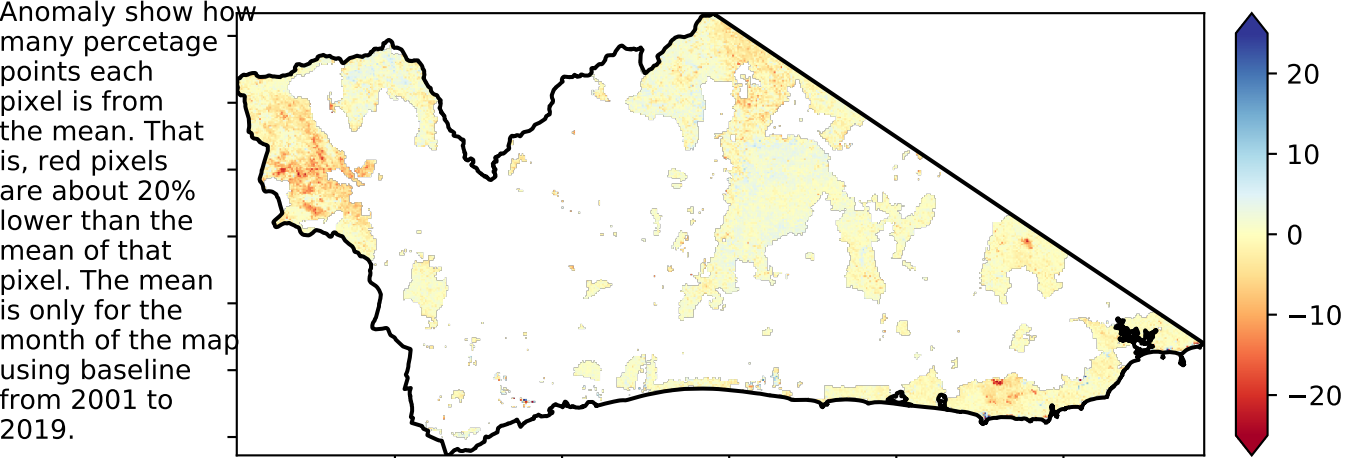 Anomaly show how
many percetage
points each
pixel is from
the mean. That
is, red pixels
are about 20%
lower than the
mean of that
pixel. The mean
is only for the
month of the map
using baseline
from 2001 to
2019.
20
10
0
−10
−20